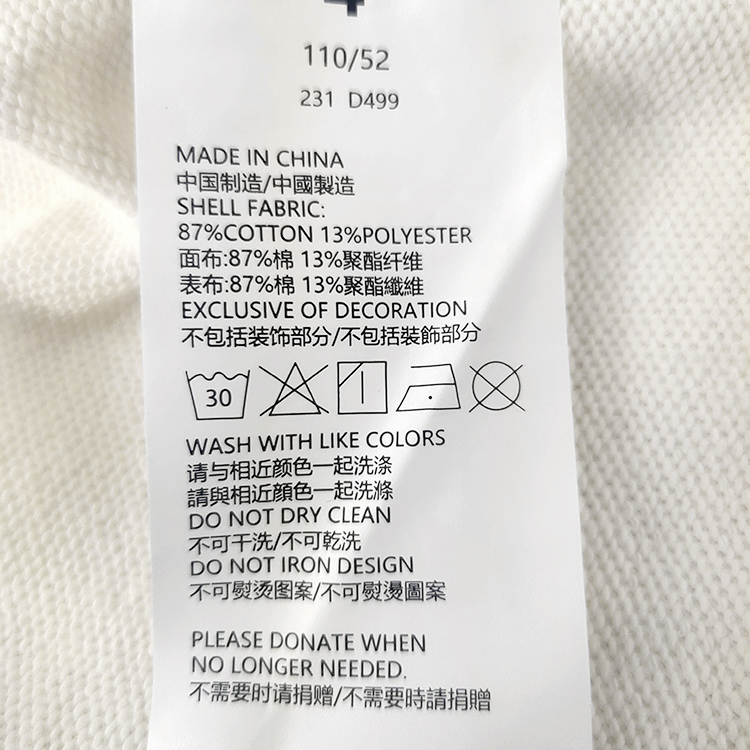 110/52
231 D499
MADE IN CHINA
中国制造/中國製造
SHELL FABRIC:
87%COTTON 13%POLYESTER
面布:87%棉 13%聚酯纤维
表布:87%棉 13%聚酯纖維
EXCLUSIVE OF DECORATION
不包括装饰部分/不包括裝飾部分
30
WASH WITH LIKE COLORS
请与相近颜色一起洗涤
請與相近顏色一起洗滌
DO NOT DRY CLEAN
不可干洗/不可乾洗
DO NOT IRON DESIGN
不可熨烫图案/不可熨燙圖案
PLEASE DONATE WHEN
NO LONGER NEEDED.
不需要时请捐赠/不需要時請捐贈